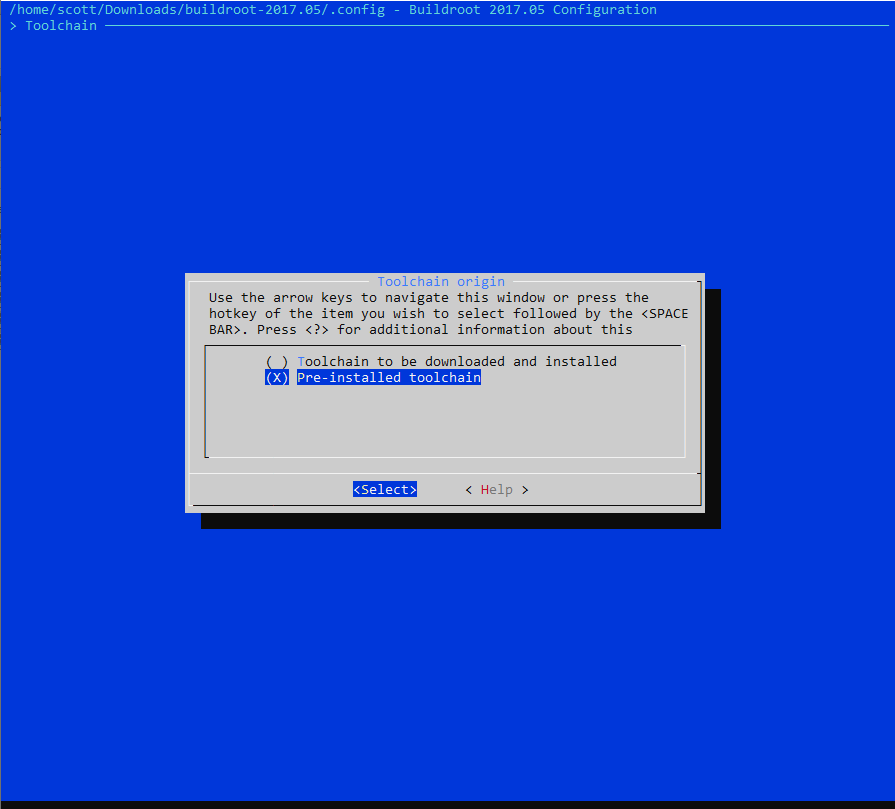 /home/scott/Downloads/buildroot-2017.05/.config - Buildroot 2017.05 Configuration
> Toolchain
Toolchain origin
Use the arrow keys to navigate this window or press the
hotkey of the item you wish to select followed by the <SPACE
BAR>. Press <?> for additional information about this
( ) Toolchain to be downloaded and installed
(X) Pre-installed toolchain
<Select> < Help >